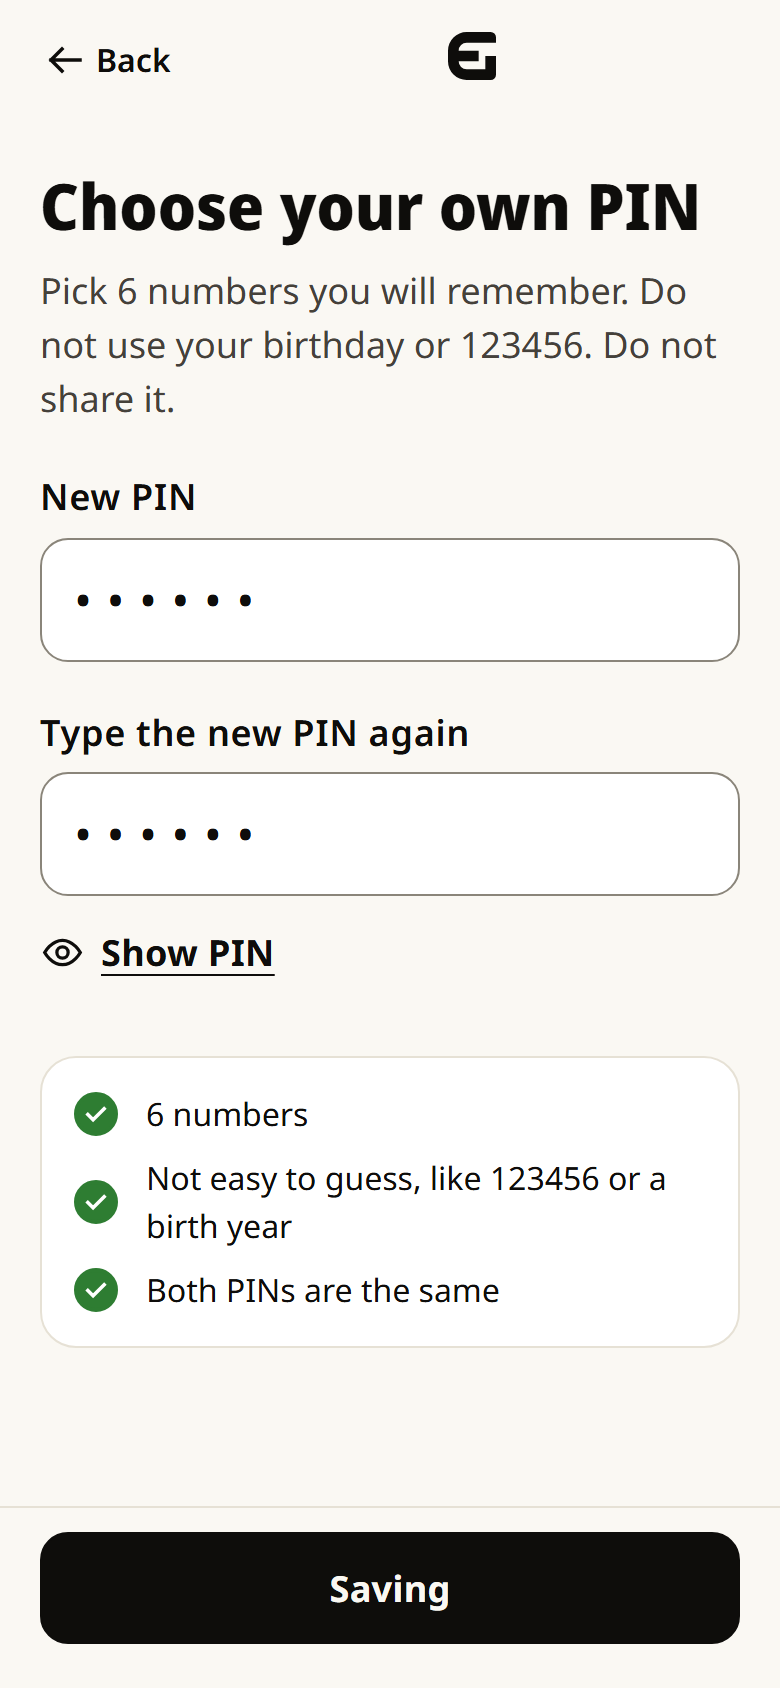 Back
Choose your own PIN
Pick 6 numbers you will remember. Do
not use your birthday or 123456. Do not
share it.
New PIN
••••••
Type the new PIN again
••••••
Show PIN
6 numbers
Not easy to guess, like 123456 or a
birth year
Both PINs are the same
Saving